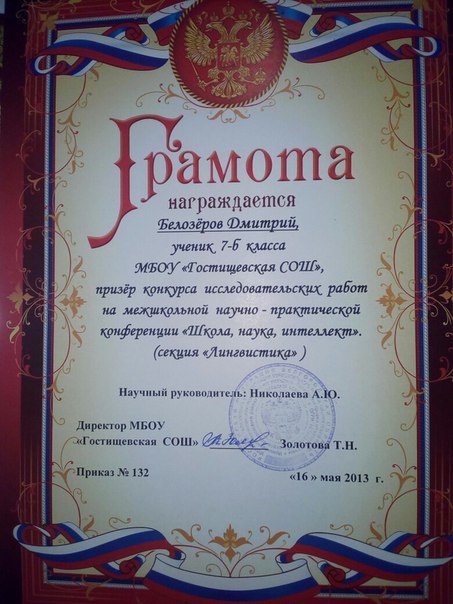 Грамота
награждается
Белозёров Дмитрий,
ученик 7-б класса
МБОУ «Гостищевская СОШ»,
призёр конкурса исследовательских работ
на межшкольной научно - практической
конференции «Школа, наука, интеллект».
(секция «Лингвистика» )
Научный руководитель: Николаева А.Ю.
Директор МБОУ
«Гостищевская СОШ» Золотова Т.Н.
Приказ № 132 «16 » мая 2013 г.